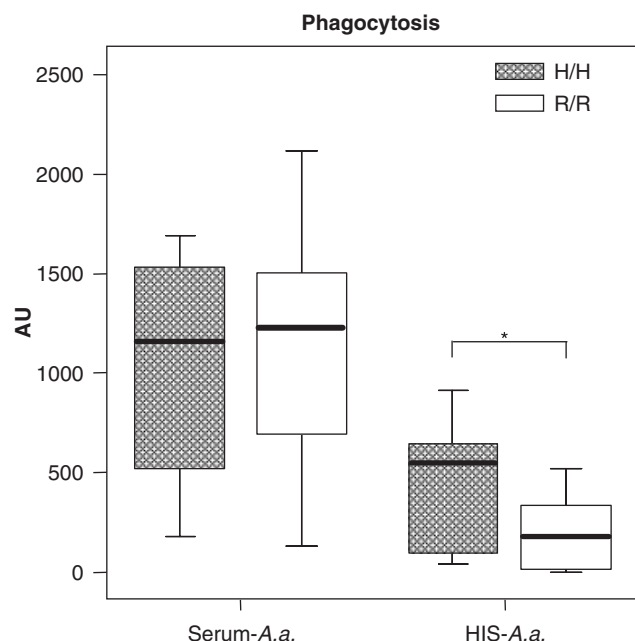 Phagocytosis
H/H
R/R
2500
2000
1500
1000
500
0
AU
*
Serum-A.a.
HIS-A.a.